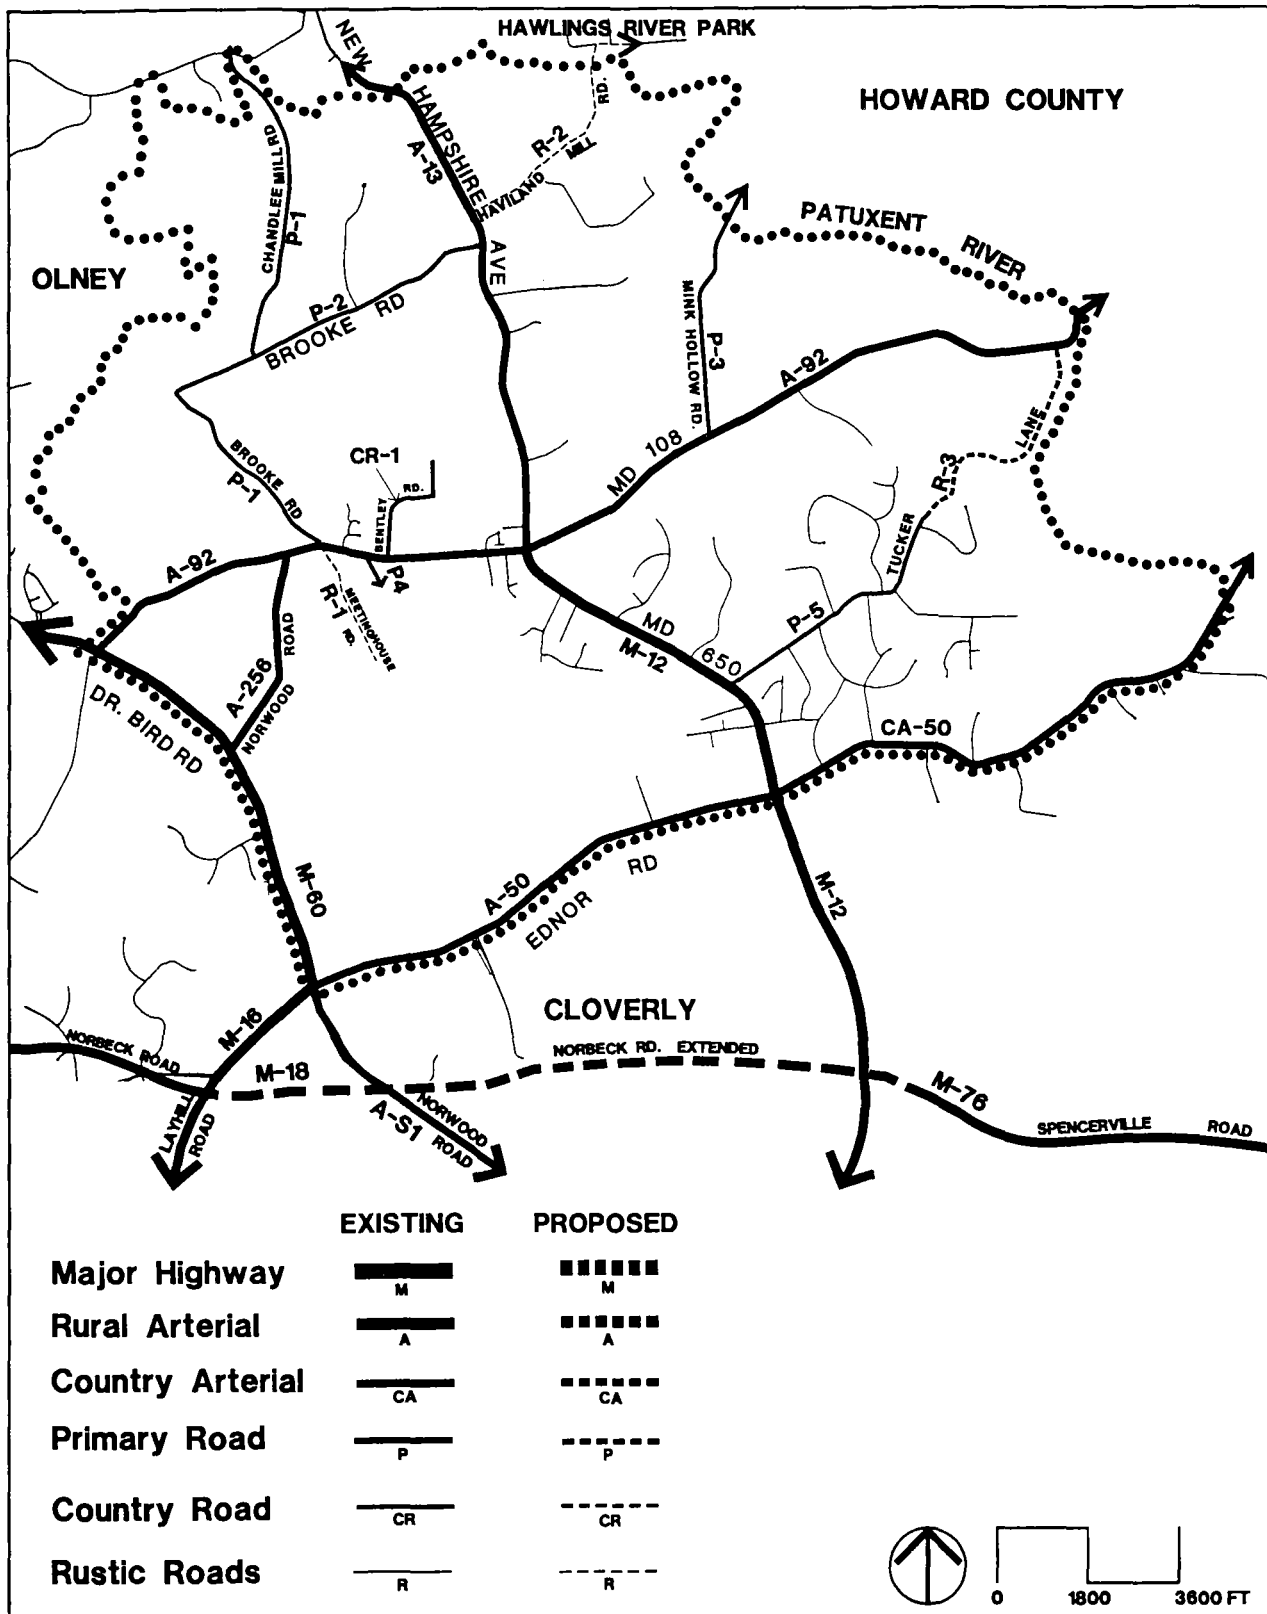 HAWLINGS RIVER PARK
NEW
HAMPSHIRE
AVE
A-13
HOWARD COUNTY
RD.
R-2
MILL
HAVILAND
CHANDLEE MILL RD
P-1
PATUXENT
RIVER
OLNEY
P-2
BROOKE RD
MINK HOLLOW RD.
P-3
A-92
MD 108
BROOKE RD
P-1
CR-1
RD.
BENTLEY
LANE
R-3
TUCKER
A-92
P4
R-1
MEETINGHOUSE
RD.
P-5
MD 650
M-12
A-256
NORWOOD ROAD
DR. BIRD RD
CA-50
M-60
A-50
EDNOR RD
M-12
CLOVERLY
M-16
NORBECK ROAD
NORBECK RD. EXTENDED
M-18
M-76
LAYHILL
ROAD
A-S1
NORWOOD
ROAD
SPENCERVILLE ROAD
EXISTING PROPOSED
Major Highway
M M
Rural Arterial
A A
Country Arterial
CA CA
Primary Road
P P
Country Road
CR CR
Rustic Roads
R R
0 1800 3600 FT